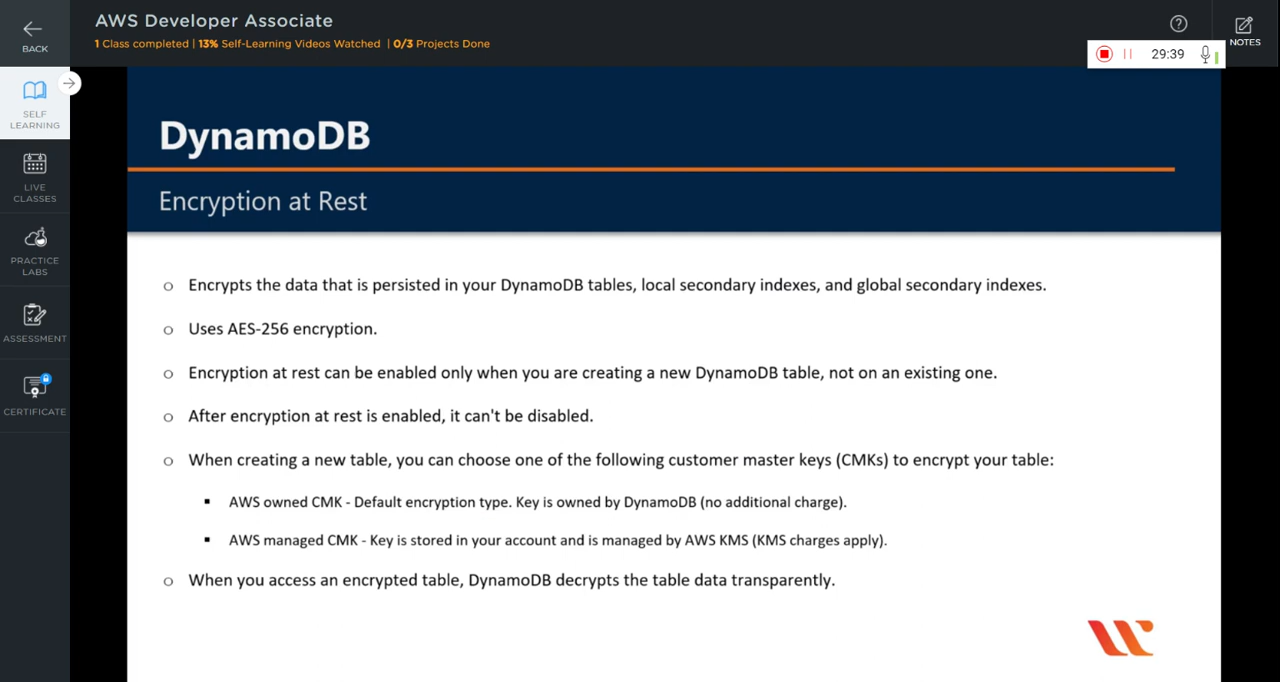 BACK
AWS Developer Associate
1 Class completed | 13% Self-Learning Videos Watched | 0/3 Projects Done
?
NOTES
29:39
SELF
LEARNING
LIVE
CLASSES
PRACTICE
LABS
ASSESSMENT
CERTIFICATE
DynamoDB
Encryption at Rest
o Encrypts the data that is persisted in your DynamoDB tables, local secondary indexes, and global secondary indexes.
o Uses AES-256 encryption.
o Encryption at rest can be enabled only when you are creating a new DynamoDB table, not on an existing one.
o After encryption at rest is enabled, it can't be disabled.
o When creating a new table, you can choose one of the following customer master keys (CMKs) to encrypt your table:
▪ AWS owned CMK - Default encryption type. Key is owned by DynamoDB (no additional charge).
▪ AWS managed CMK - Key is stored in your account and is managed by AWS KMS (KMS charges apply).
o When you access an encrypted table, DynamoDB decrypts the table data transparently.